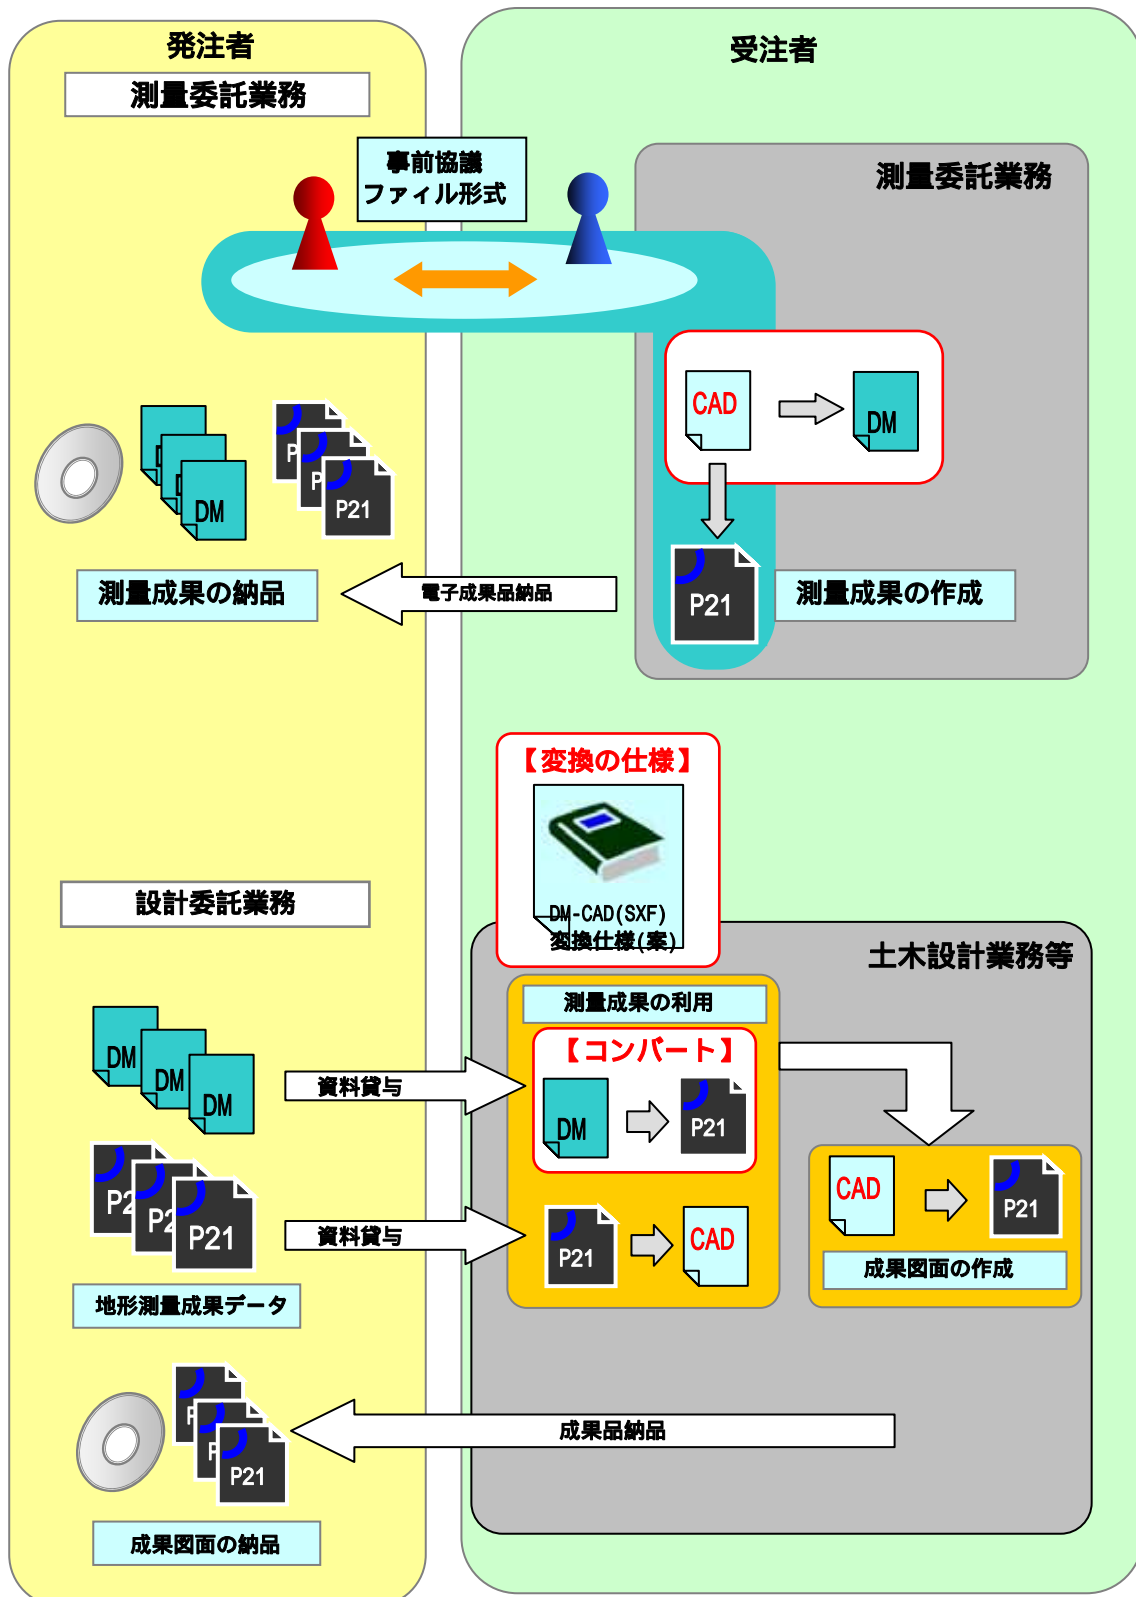 発注者
受注者
測量委託業務
事前協議
ファイル形式
測量委託業務
CAD
DM
DM
P21
P21
測量成果の納品
電子成果品納品
測量成果の作成
【変換の仕様】
DM-CAD(SXF)
変換仕様(案)
設計委託業務
土木設計業務等
測量成果の利用
【コンバート】
DM
DM
DM
資料貸与
DM
P21
CAD
P21
成果図面の作成
P2
P2
P21
資料貸与
P21
CAD
地形測量成果データ
P21
成果品納品
成果図面の納品